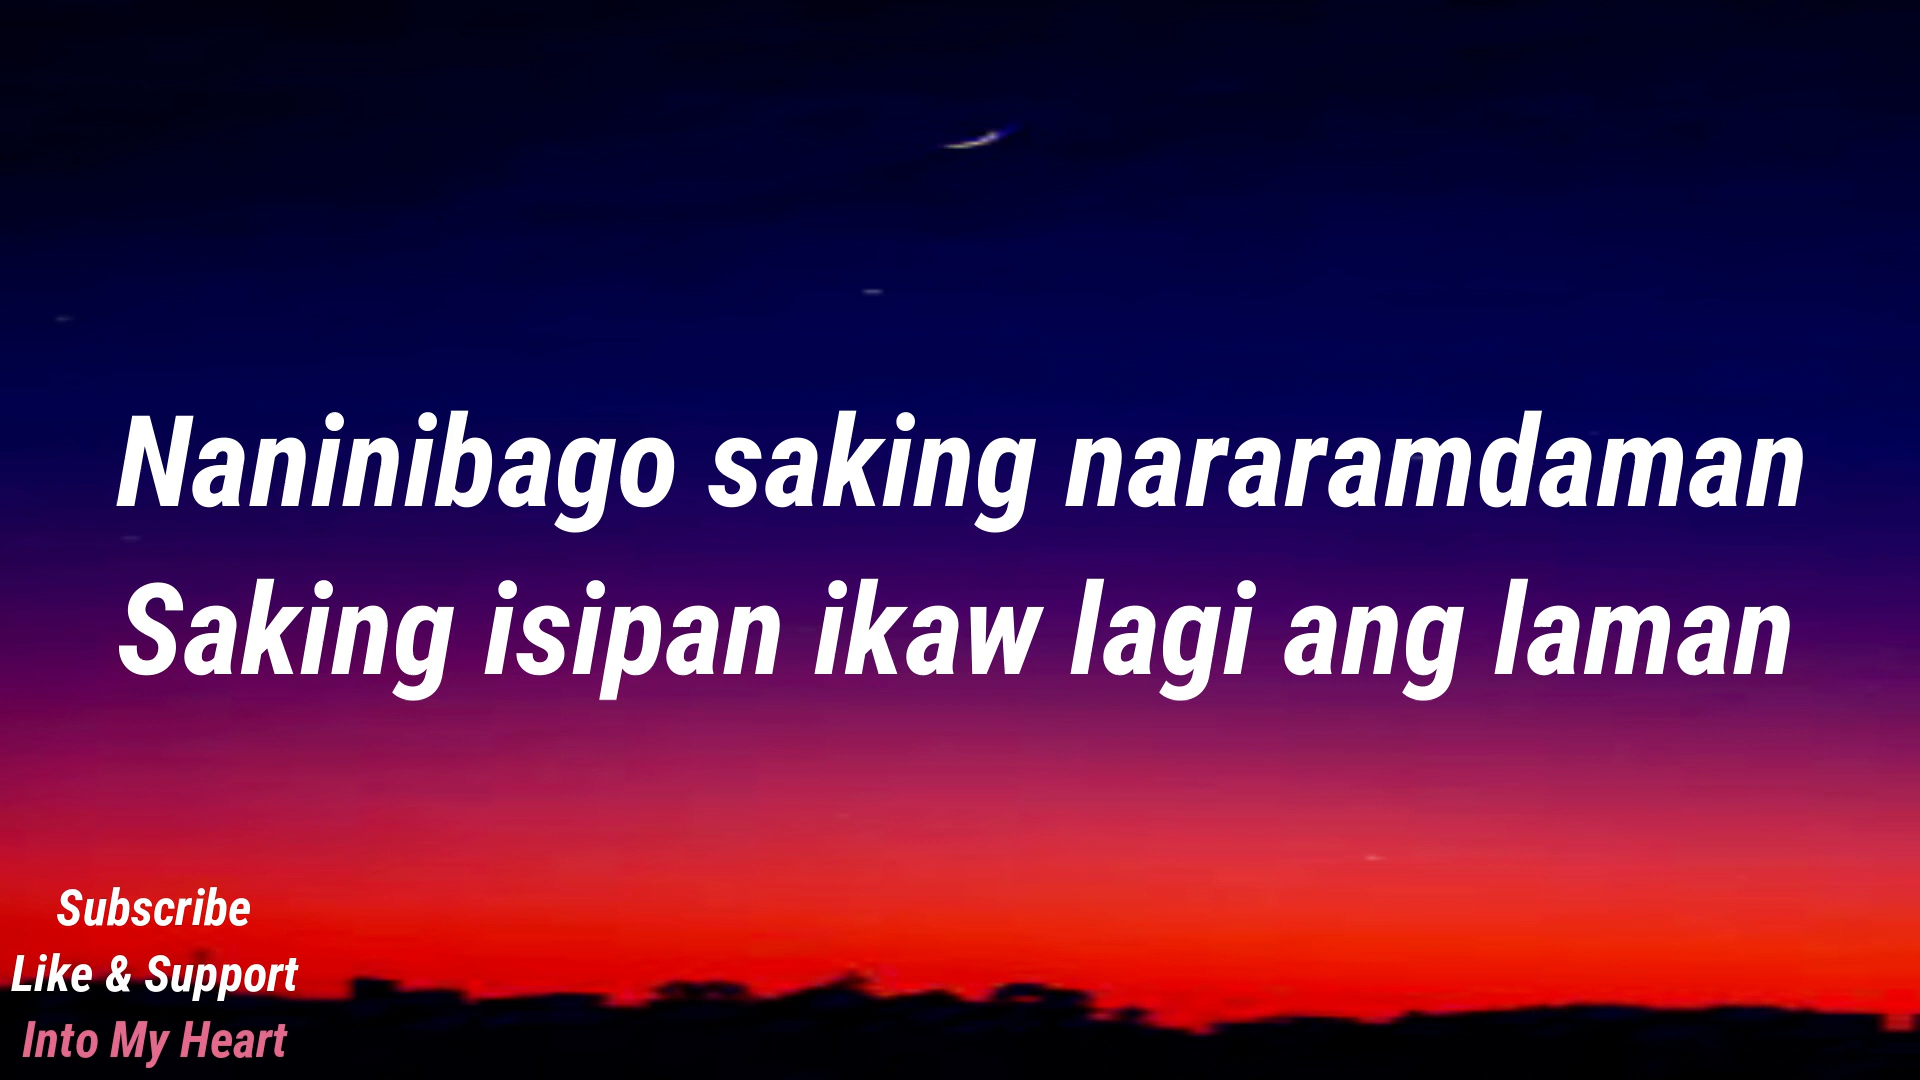 Naninibago saking nararamdaman
Saking isipan ikaw lagi ang laman
Subscribe
Like & Support
Into My Heart